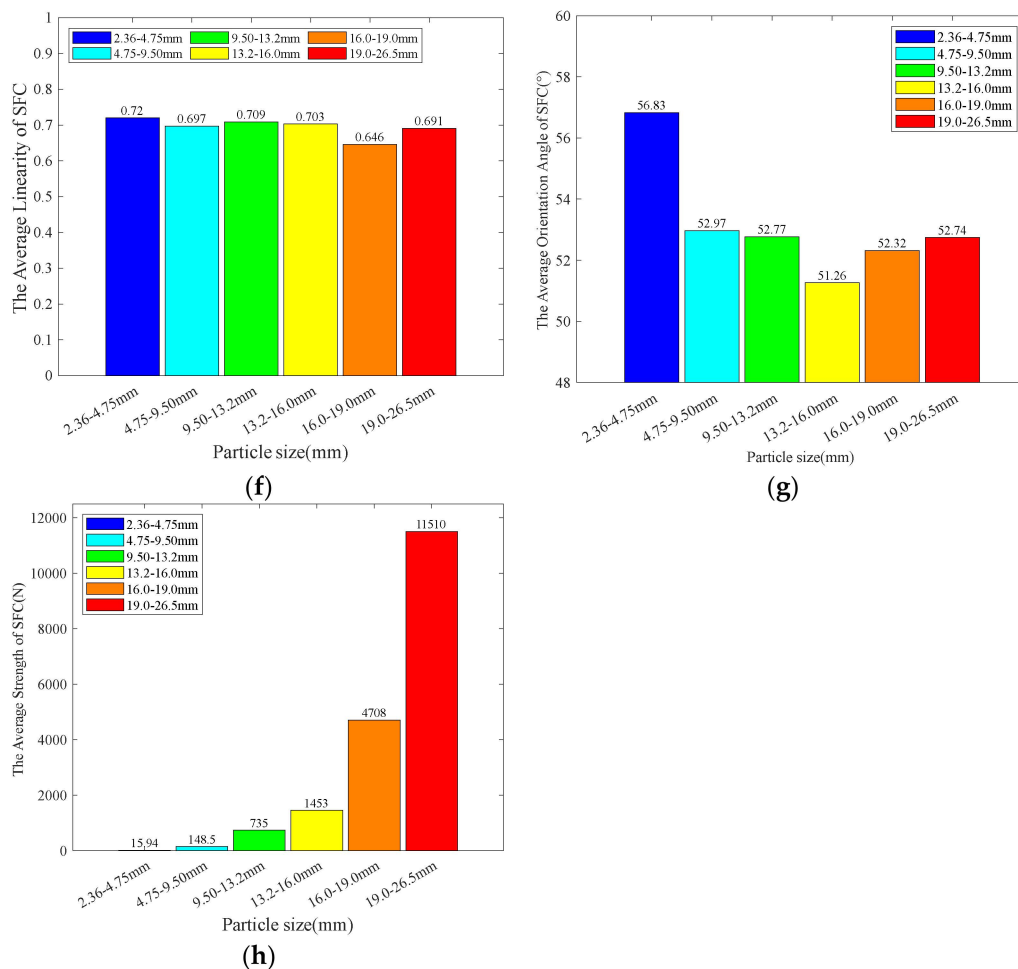 1
0.9
0.8
0.7
0.6
0.5
0.4
0.3
0.2
0.1
0
The Average Linearity of SFC
2.36-4.75mm 9.50-13.2mm 16.0-19.0mm
4.75-9.50mm 13.2-16.0mm 19.0-26.5mm
0.72 0.697 0.709 0.703 0.646 0.691
2.36-4.75mm 4.75-9.50mm 9.50-13.2mm 13.2-16.0mm 16.0-19.0mm 19.0-26.5mm
Particle size(mm)
(f)
60
58
56
54
52
50
48
The Average Orientation Angle of SFC(°)
2.36-4.75mm
4.75-9.50mm
9.50-13.2mm
13.2-16.0mm
16.0-19.0mm
19.0-26.5mm
56.83 52.97 52.77 51.26 52.32 52.74
2.36-4.75mm 4.75-9.50mm 9.50-13.2mm 13.2-16.0mm 16.0-19.0mm 19.0-26.5mm
Particle size(mm)
(g)
12000
10000
8000
6000
4000
2000
0
The Average Strength of SFC(N)
2.36-4.75mm
4.75-9.50mm
9.50-13.2mm
13.2-16.0mm
16.0-19.0mm
19.0-26.5mm
15.94 148.5 735 1453 4708 11510
2.36-4.75mm 4.75-9.50mm 9.50-13.2mm 13.2-16.0mm 16.0-19.0mm 19.0-26.5mm
Particle size(mm)
(h)